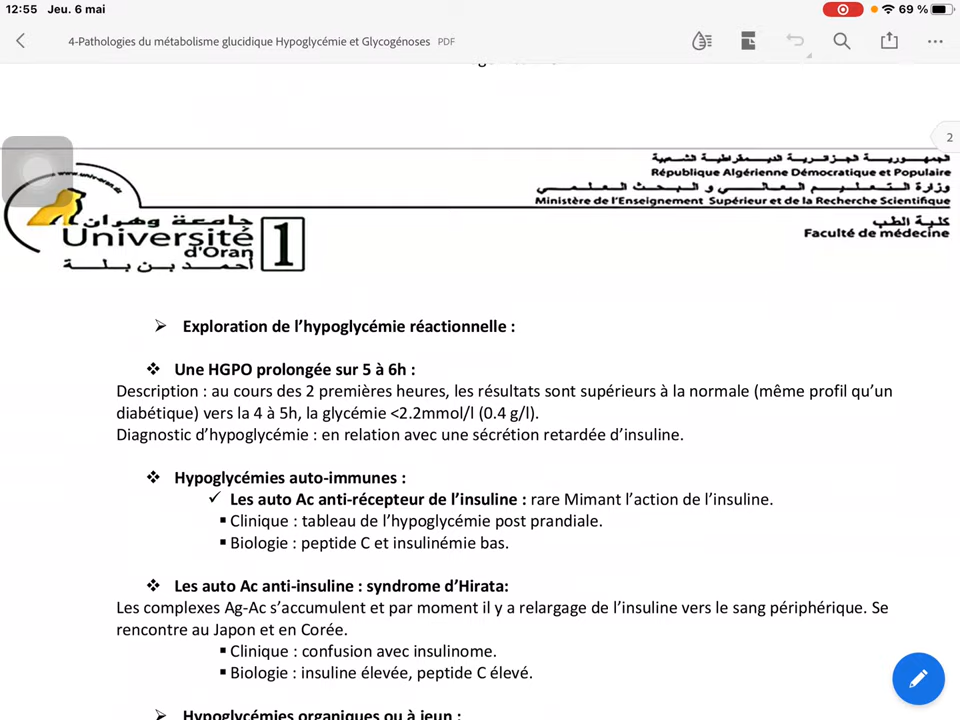 12:55 Jeu. 6 mai
69 %
4-Pathologies du métabolisme glucidique Hypoglycémie et Glycogénoses PDF
2
الجمهورية الجزائرية الديمقراطية الشعبية
République Algérienne Démocratique et Populaire
وزارة التعليم العالي و البحث العلمي
Ministère de l'Enseignement Supérieur et de la Recherche Scientifique
كلية الطب
Faculté de médecine
www.univ-oran.dz
جامعة وهران
Université
d'Oran 1
أحمد بن بلة
➢ Exploration de l'hypoglycémie réactionnelle :
❖ Une HGPO prolongée sur 5 à 6h :
Description : au cours des 2 premières heures, les résultats sont supérieurs à la normale (même profil qu'un
diabétique) vers la 4 à 5h, la glycémie <2.2mmol/l (0.4 g/l).
Diagnostic d'hypoglycémie : en relation avec une sécrétion retardée d'insuline.
❖ Hypoglycémies auto-immunes :
✓ Les auto Ac anti-récepteur de l'insuline : rare Mimant l'action de l'insuline.
▪ Clinique : tableau de l'hypoglycémie post prandiale.
▪ Biologie : peptide C et insulinémie bas.
❖ Les auto Ac anti-insuline : syndrome d'Hirata:
Les complexes Ag-Ac s'accumulent et par moment il y a relargage de l'insuline vers le sang périphérique. Se
rencontre au Japon et en Corée.
▪ Clinique : confusion avec insulinome.
▪ Biologie : insuline élevée, peptide C élevé.
➢ Hypoglycémies organiques ou à jeun :